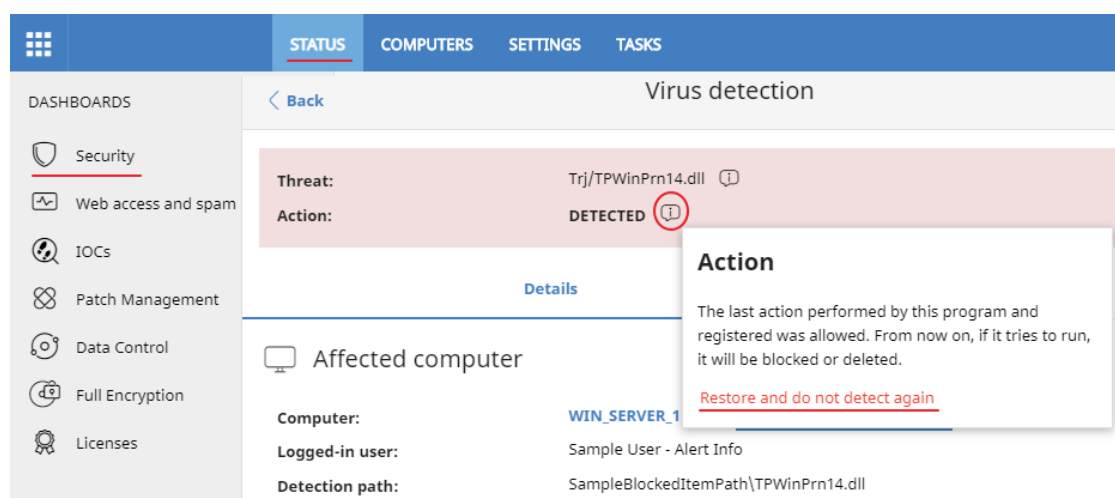 STATUS COMPUTERS SETTINGS TASKS
DASHBOARDS
Back
Virus detection
Security
Web access and spam
IOCs
Patch Management
Data Control
Full Encryption
Licenses
Threat: Trj/TPWinPrn14.dll
Action: DETECTED
Details
Action
The last action performed by this program and
registered was allowed. From now on, if it tries to run,
it will be blocked or deleted.
Restore and do not detect again
Affected computer
Computer: WIN_SERVER_1
Logged-in user: Sample User - Alert Info
Detection path: SampleBlockedItemPath\TPWinPrn14.dll